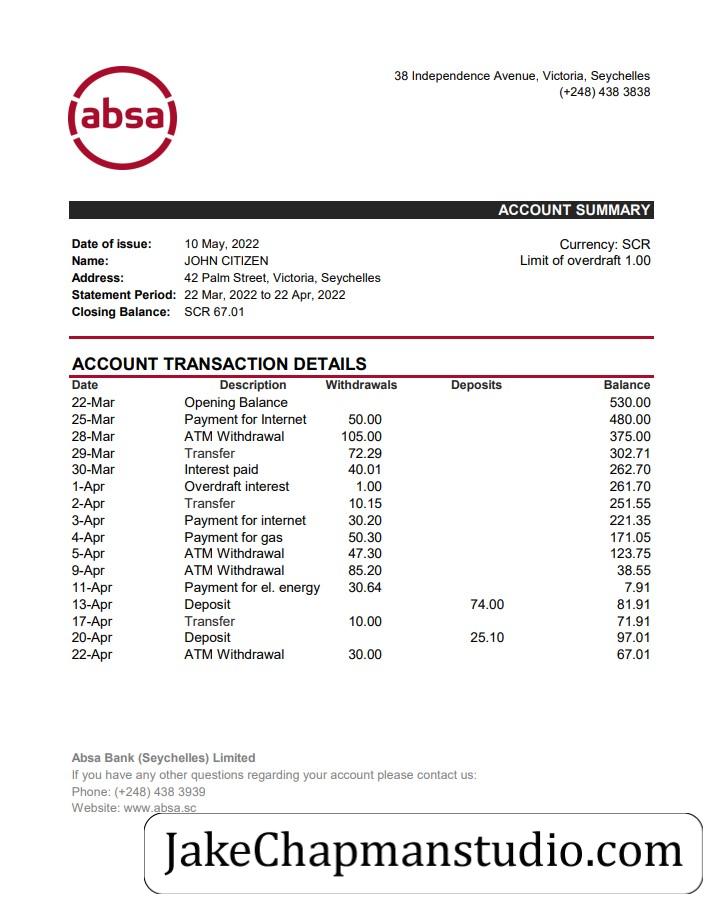 absa
38 Independence Avenue, Victoria, Seychelles
(+248) 438 3838
ACCOUNT SUMMARY
Date of issue: 10 May, 2022
Currency: SCR
Name: JOHN CITIZEN
Limit of overdraft 1.00
Address: 42 Palm Street, Victoria, Seychelles
Statement Period: 22 Mar, 2022 to 22 Apr, 2022
Closing Balance: SCR 67.01
ACCOUNT TRANSACTION DETAILS
Date Description Withdrawals Deposits Balance
22-Mar Opening Balance 530.00
25-Mar Payment for Internet 50.00 480.00
28-Mar ATM Withdrawal 105.00 375.00
29-Mar Transfer 72.29 302.71
30-Mar Interest paid 40.01 262.70
1-Apr Overdraft interest 1.00 261.70
2-Apr Transfer 10.15 251.55
3-Apr Payment for internet 30.20 221.35
4-Apr Payment for gas 50.30 171.05
5-Apr ATM Withdrawal 47.30 123.75
9-Apr ATM Withdrawal 85.20 38.55
11-Apr Payment for el. energy 30.64 7.91
13-Apr Deposit 74.00 81.91
17-Apr Transfer 10.00 71.91
20-Apr Deposit 25.10 97.01
22-Apr ATM Withdrawal 30.00 67.01
Absa Bank (Seychelles) Limited
If you have any other questions regarding your account please contact us:
Phone: (+248) 438 3939
Website: www.absa.sc
JakeChapmanstudio.com